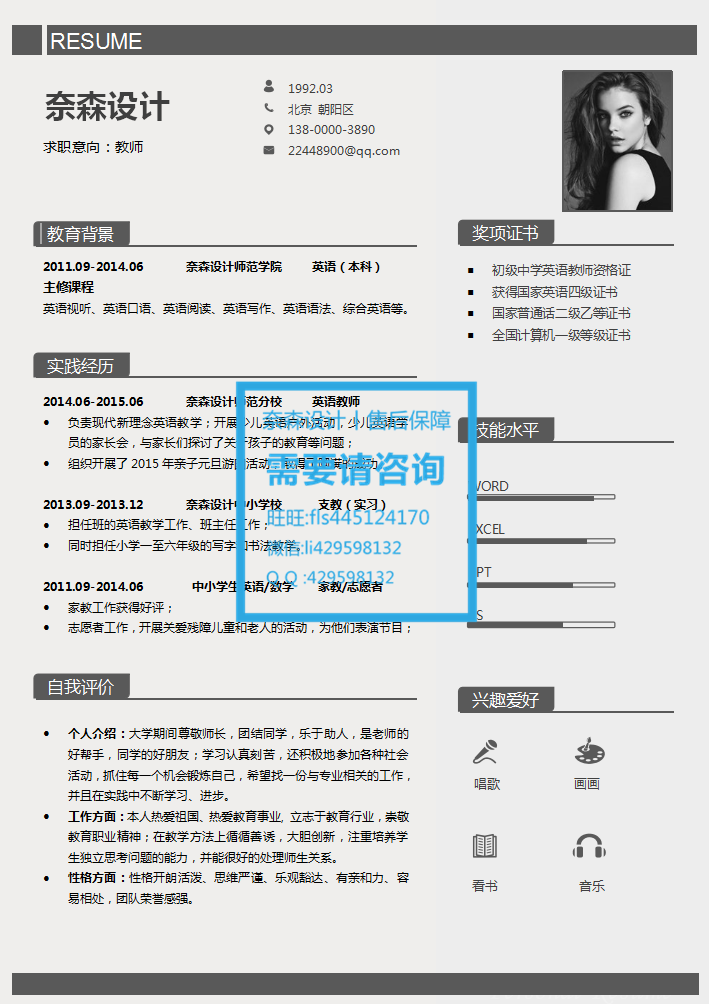 RESUME
奈森设计
求职意向：教师
1992.03
北京 朝阳区
138-0000-3890
22448900@qq.com
教育背景
2011.09-2014.06 奈森设计师范学院 英语（本科）
主修课程
英语视听、英语口语、英语阅读、英语写作、英语语法、综合英语等。
实践经历
2014.06-2015.06 奈森设计师范分校 英语教师
负责现代新理念英语教学；开展少儿英语户外活动，少儿英语学
员的家长会，与家长们探讨了关于孩子的教育等问题；
组织开展了 2015 年亲子元旦游园活动，取得了圆满的成功
2013.09-2013.12 奈森设计中小学校 支教（实习）
担任班的英语教学工作、班主任工作；
同时担任小学一至六年级的写字和书法教学。
2011.09-2014.06 中小学生英语/数学 家教/志愿者
家教工作获得好评；
志愿者工作，开展关爱残障儿童和老人的活动，为他们表演节目；
自我评价
个人介绍：大学期间尊敬师长，团结同学，乐于助人，是老师的
好帮手，同学的好朋友；学习认真刻苦，还积极地参加各种社会
活动，抓住每一个机会锻炼自己，希望找一份与专业相关的工作，
并且在实践中不断学习、进步。
工作方面：本人热爱祖国、热爱教育事业, 立志于教育行业，崇敬
教育职业精神；在教学方法上循循善诱，大胆创新，注重培养学
生独立思考问题的能力，并能很好的处理师生关系。
性格方面：性格开朗活泼、思维严谨、乐观豁达、有亲和力、容
易相处，团队荣誉感强。
奖项证书
初级中学英语教师资格证
获得国家英语四级证书
国家普通话二级乙等证书
全国计算机一级等级证书
技能水平
WORD
EXCEL
PPT
PS
兴趣爱好
唱歌 画画
看书 音乐
奈森设计丨售后保障
需要请咨询
旺旺:fls445124170
微信:li429598132
Q Q :429598132